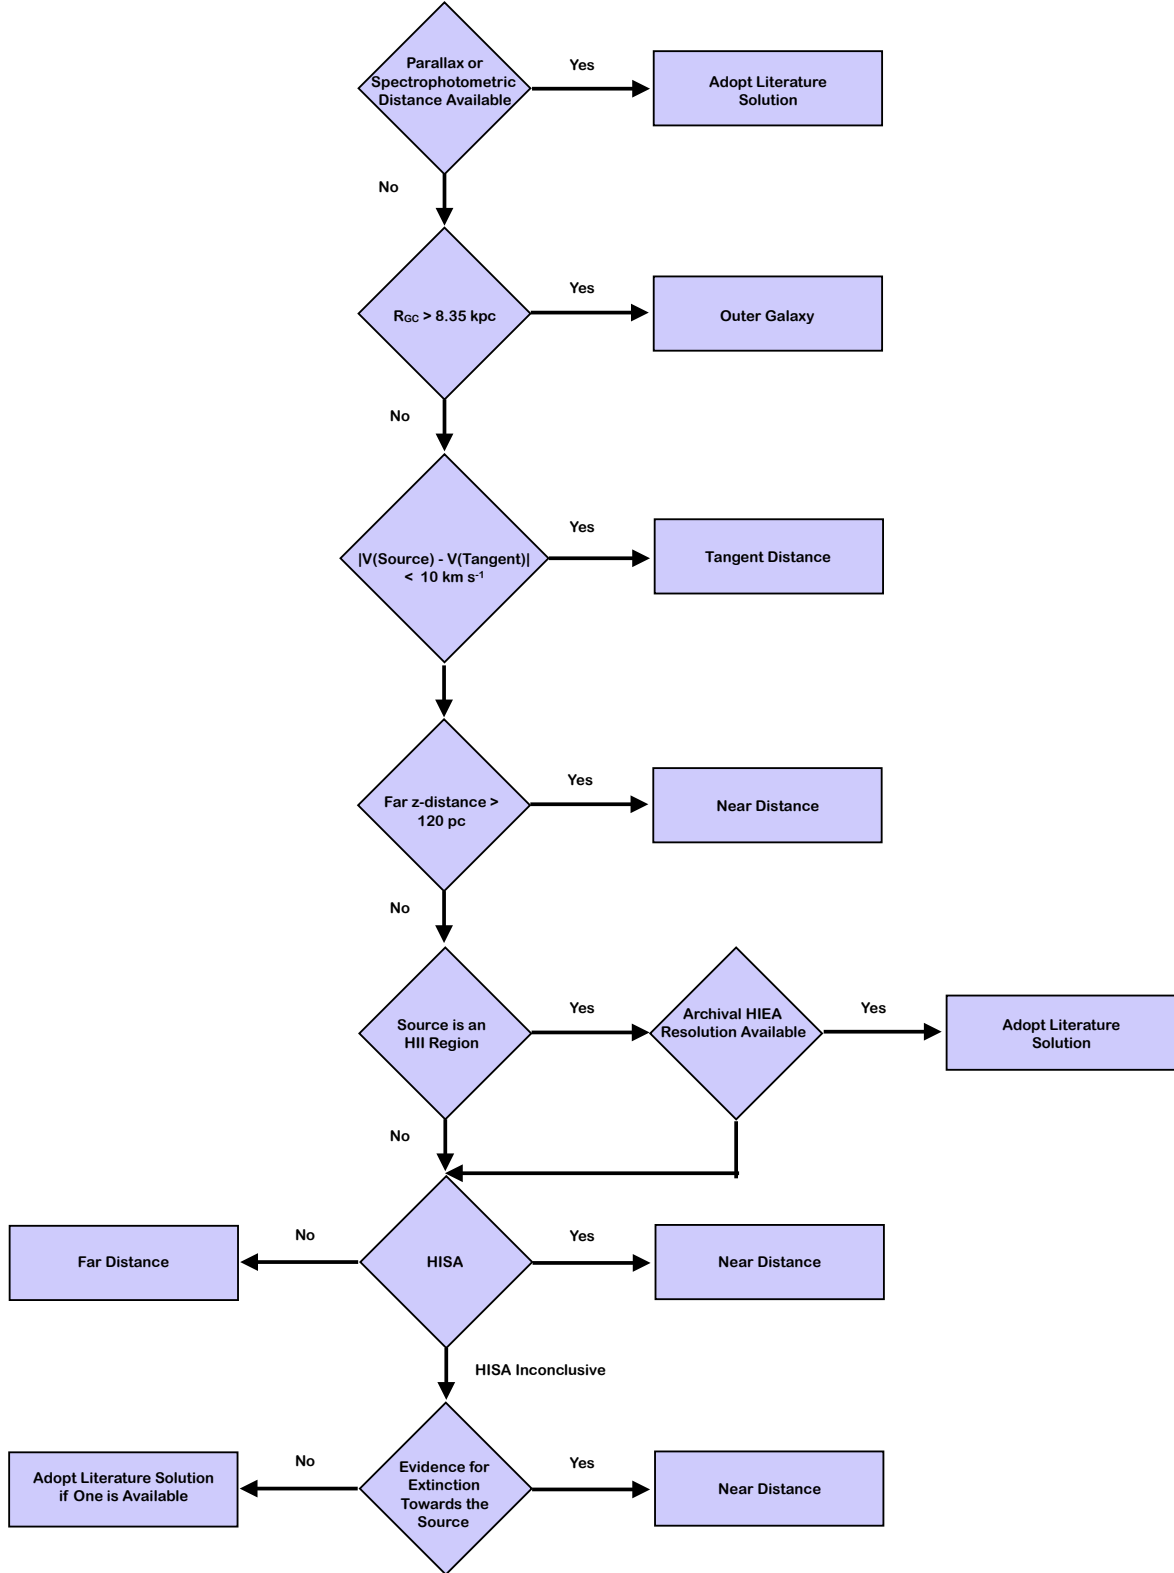 Parallax or
Spectrophotometric
Distance Available
Yes
Adopt Literature
Solution
No
RGC > 8.35 kpc
Yes
Outer Galaxy
No
|V(Source) - V(Tangent)|
< 10 km s-1
Yes
Tangent Distance
Far z-distance >
120 pc
Yes
Near Distance
No
Source is an
HII Region
Yes
Archival HIEA
Resolution Available
Yes
Adopt Literature
Solution
No
Far Distance
No
HISA
Yes
Near Distance
HISA Inconclusive
Adopt Literature Solution
if One is Available
No
Evidence for
Extinction
Towards the
Source
Yes
Near Distance